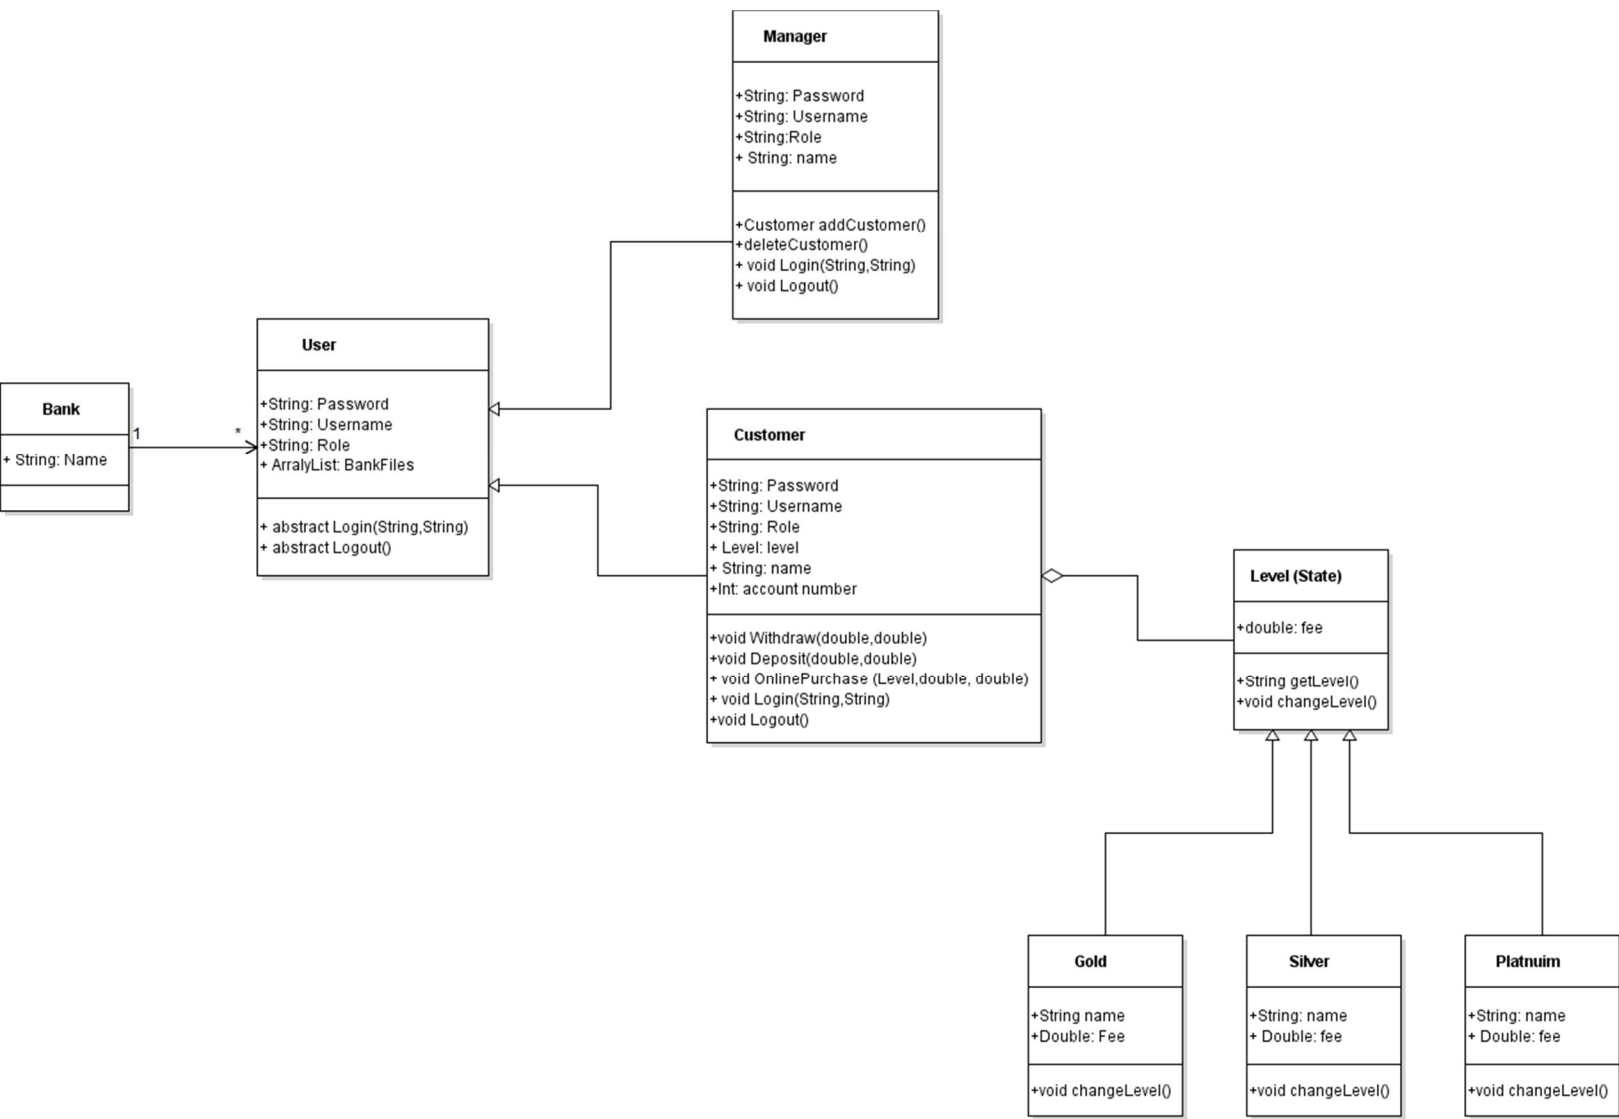 Manager
+String: Password
+String: Username
+String:Role
+ String: name
+Customer addCustomer()
+deleteCustomer()
+ void Login(String,String)
+ void Logout()
User
+String: Password
+String: Username
+String: Role
+ ArralyList: BankFiles
+ abstract Login(String,String)
+ abstract Logout()
Bank
+ String: Name
1
*
Customer
+String: Password
+String: Username
+String: Role
+ Level: level
+ String: name
+Int: account number
+void Withdraw(double,double)
+void Deposit(double,double)
+ void OnlinePurchase (Level,double, double)
+ void Login(String,String)
+void Logout()
Level (State)
+double: fee
+String getLevel()
+void changeLevel()
Gold
+String name
+Double: Fee
+void changeLevel()
Silver
+String: name
+ Double: fee
+void changeLevel()
Platnuim
+String: name
+ Double: fee
+void changeLevel()